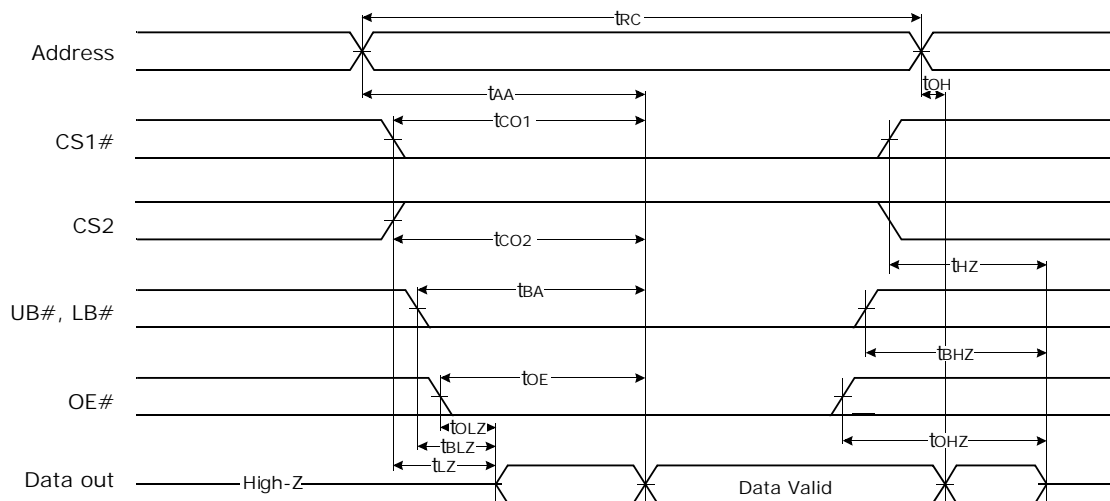 tRC
Address
tOH
tAA
tCO1
CS1#
CS2
tCO2
tHZ
tBA
UB#, LB#
tBHZ
tOE
OE#
tOLZ
tOHZ
tBLZ
tLZ
Data out
High-Z
Data Valid